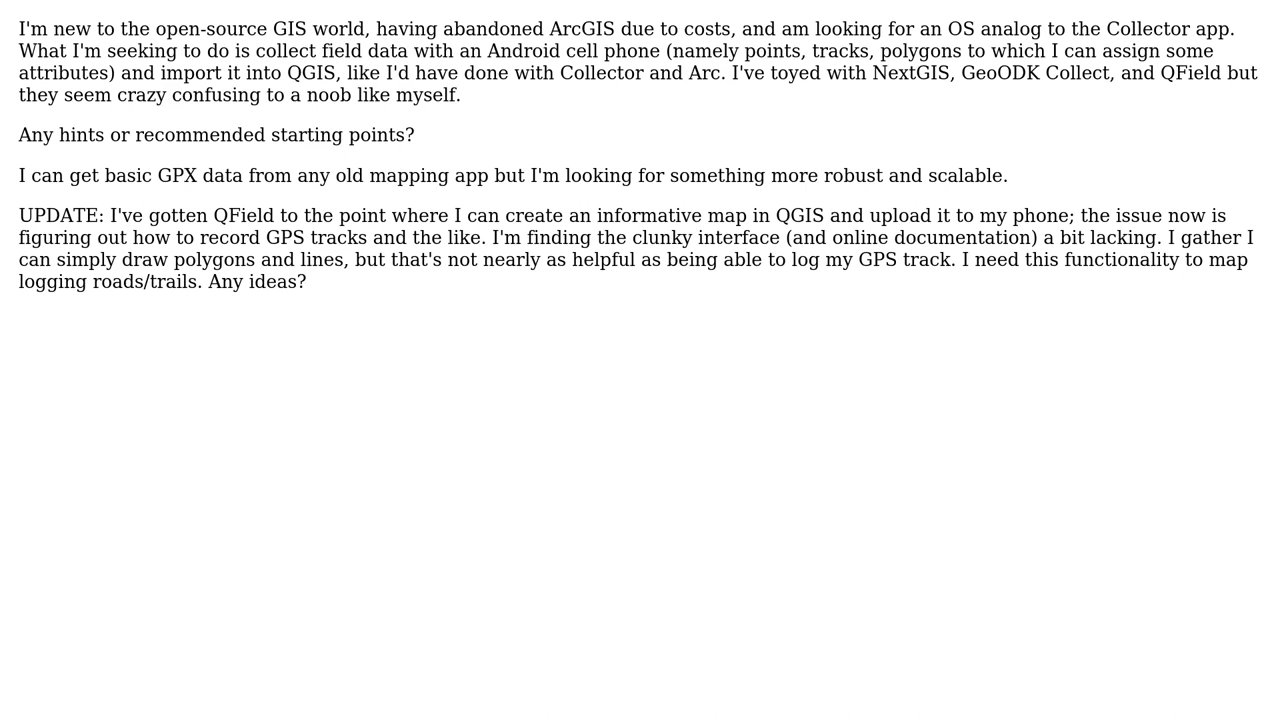 I'm new to the open-source GIS world, having abandoned ArcGIS due to costs, and am looking for an OS analog to the Collector app.
What I'm seeking to do is collect field data with an Android cell phone (namely points, tracks, polygons to which I can assign some
attributes) and import it into QGIS, like I'd have done with Collector and Arc. I've toyed with NextGIS, GeoODK Collect, and QField but
they seem crazy confusing to a noob like myself.
Any hints or recommended starting points?
I can get basic GPX data from any old mapping app but I'm looking for something more robust and scalable.
UPDATE: I've gotten QField to the point where I can create an informative map in QGIS and upload it to my phone; the issue now is
figuring out how to record GPS tracks and the like. I'm finding the clunky interface (and online documentation) a bit lacking. I gather I
can simply draw polygons and lines, but that's not nearly as helpful as being able to log my GPS track. I need this functionality to map
logging roads/trails. Any ideas?